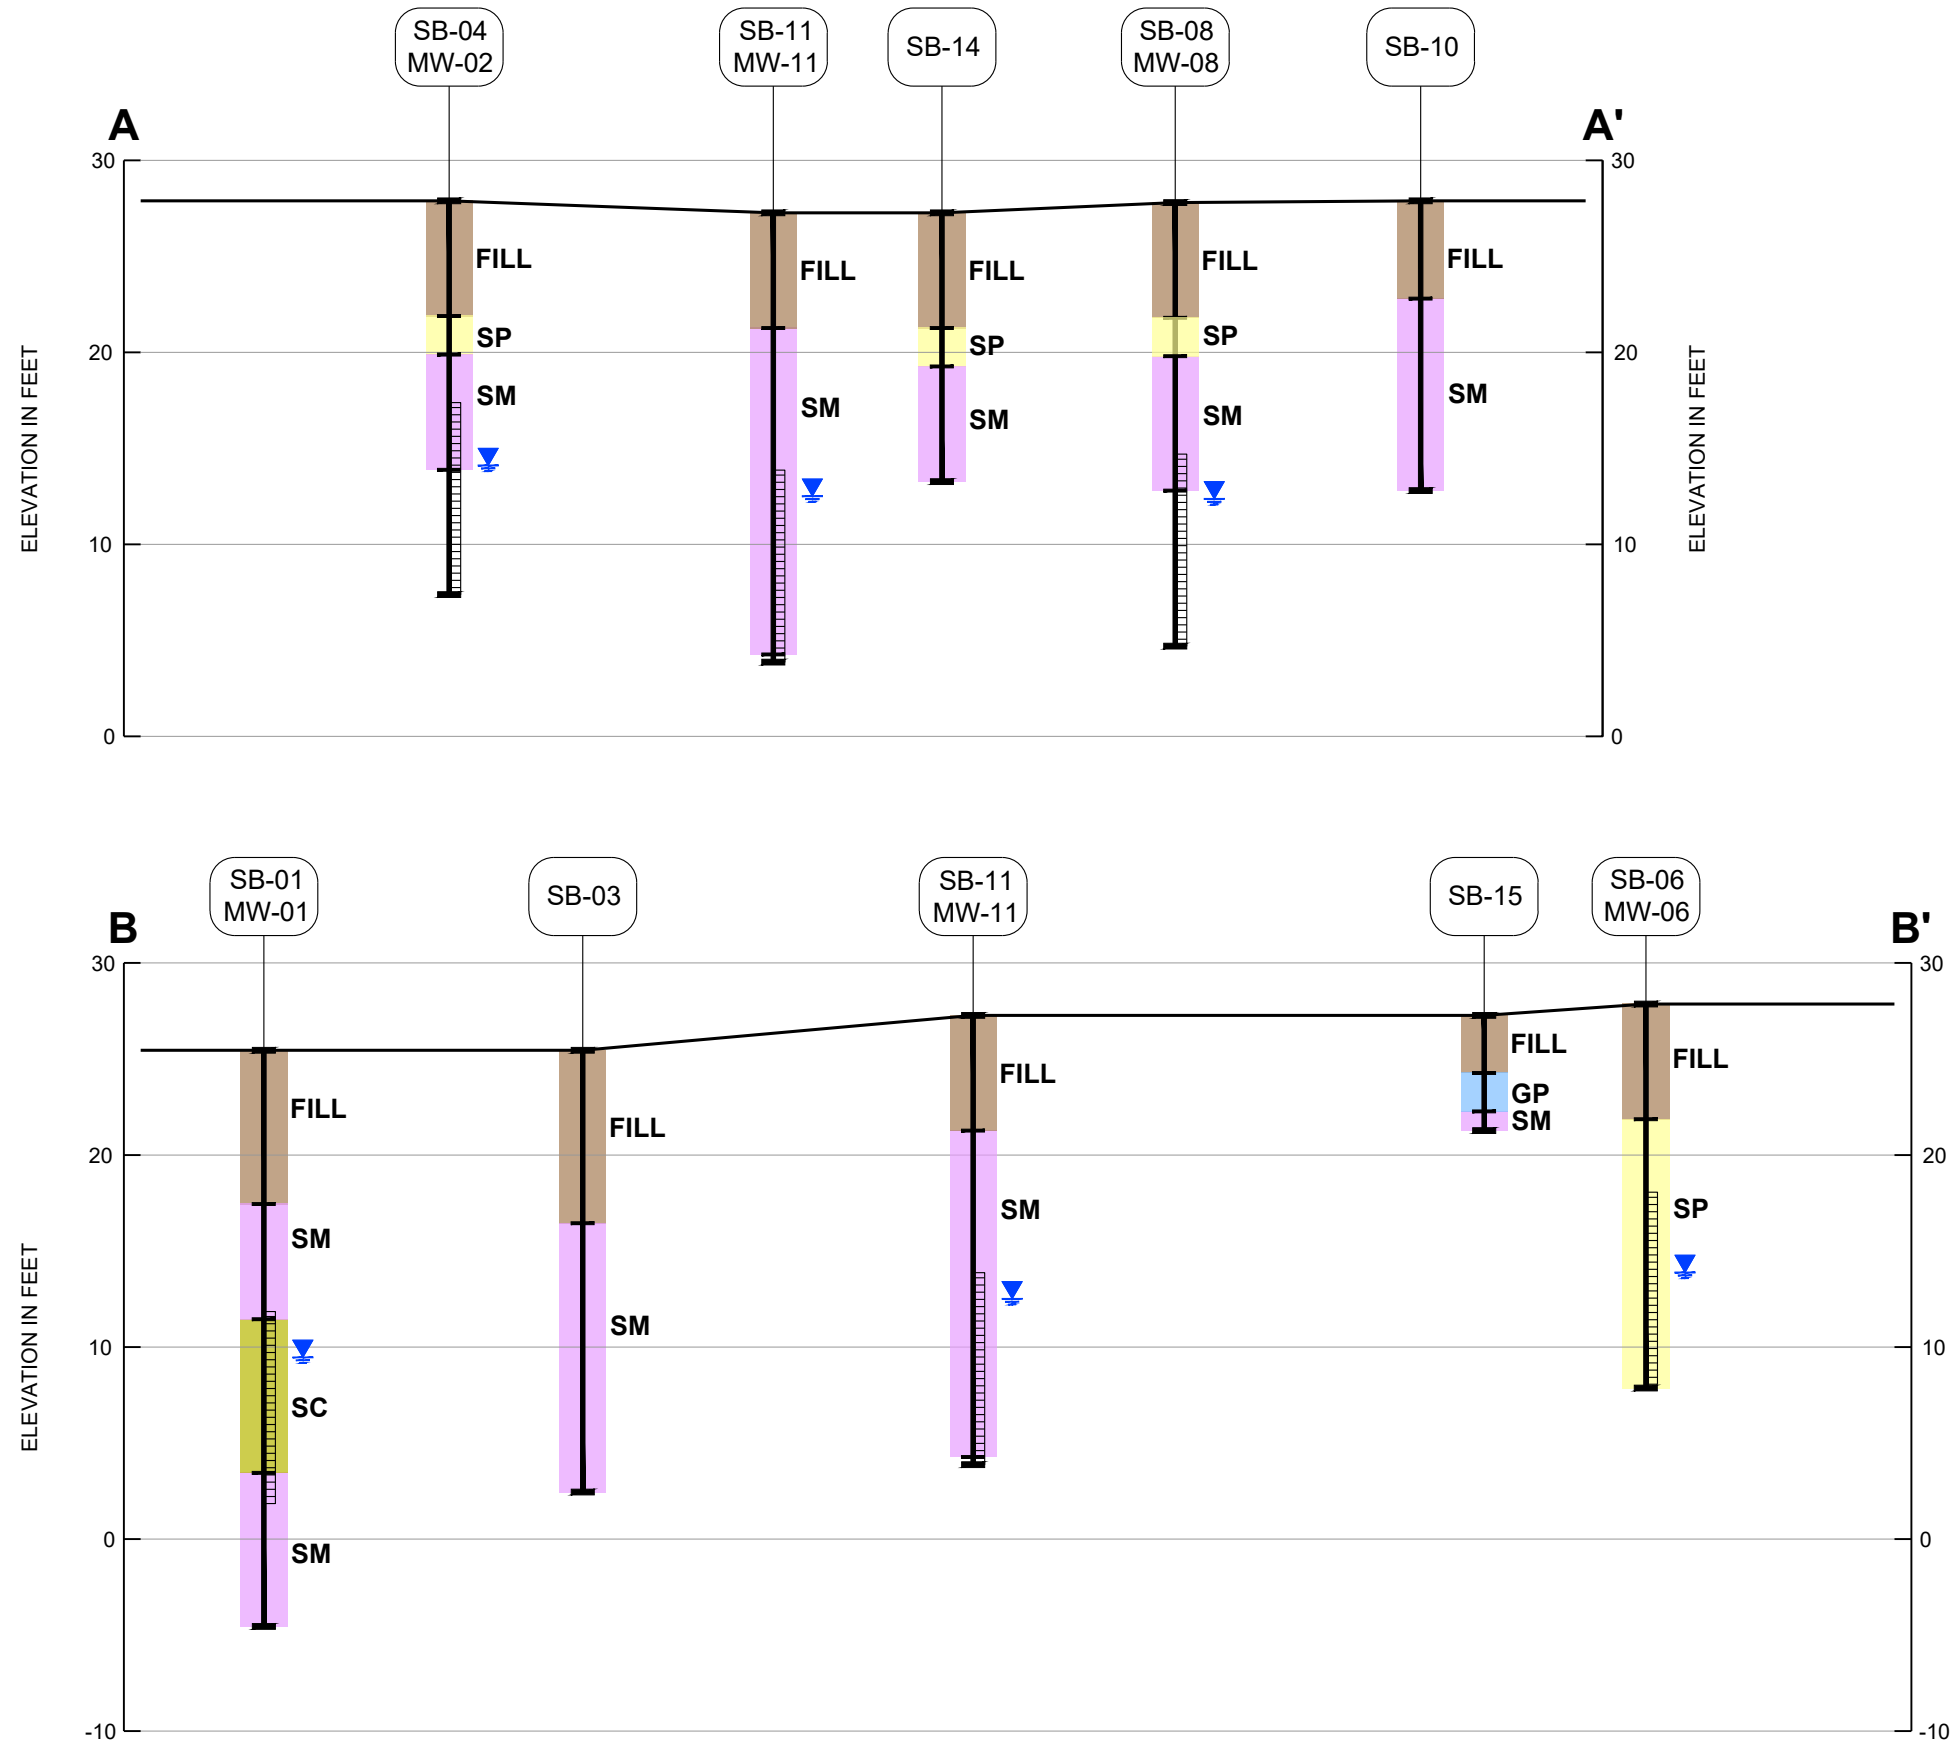 SB-04
MW-02
SB-11
MW-11
SB-14
SB-08
MW-08
SB-10
A
A'
30
30
FILL
FILL
FILL
FILL
FILL
SP
SP
SP
20
20
SM
SM
SM
SM
SM
10
10
0
0
ELEVATION IN FEET
ELEVATION IN FEET
SB-01
MW-01
SB-03
SB-11
MW-11
SB-15
SB-06
MW-06
B
B'
30
30
FILL
FILL
FILL
FILL
FILL
GP
SM
20
20
SM
SM
SM
SP
10
10
SC
0
0
SM
-10
-10
ELEVATION IN FEET